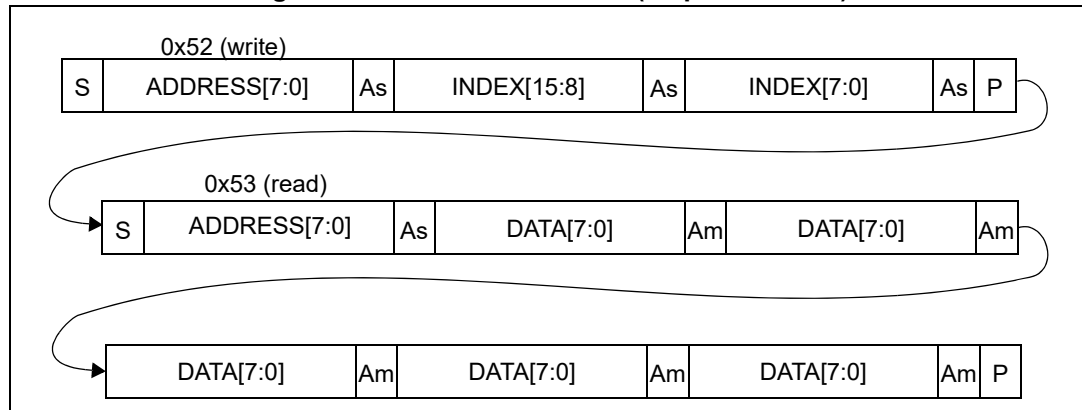 0x52 (write)
S ADDRESS[7:0] As INDEX[15:8] As INDEX[7:0] As P
0x53 (read)
S ADDRESS[7:0] As DATA[7:0] Am DATA[7:0] Am
DATA[7:0] Am DATA[7:0] Am DATA[7:0] Am P